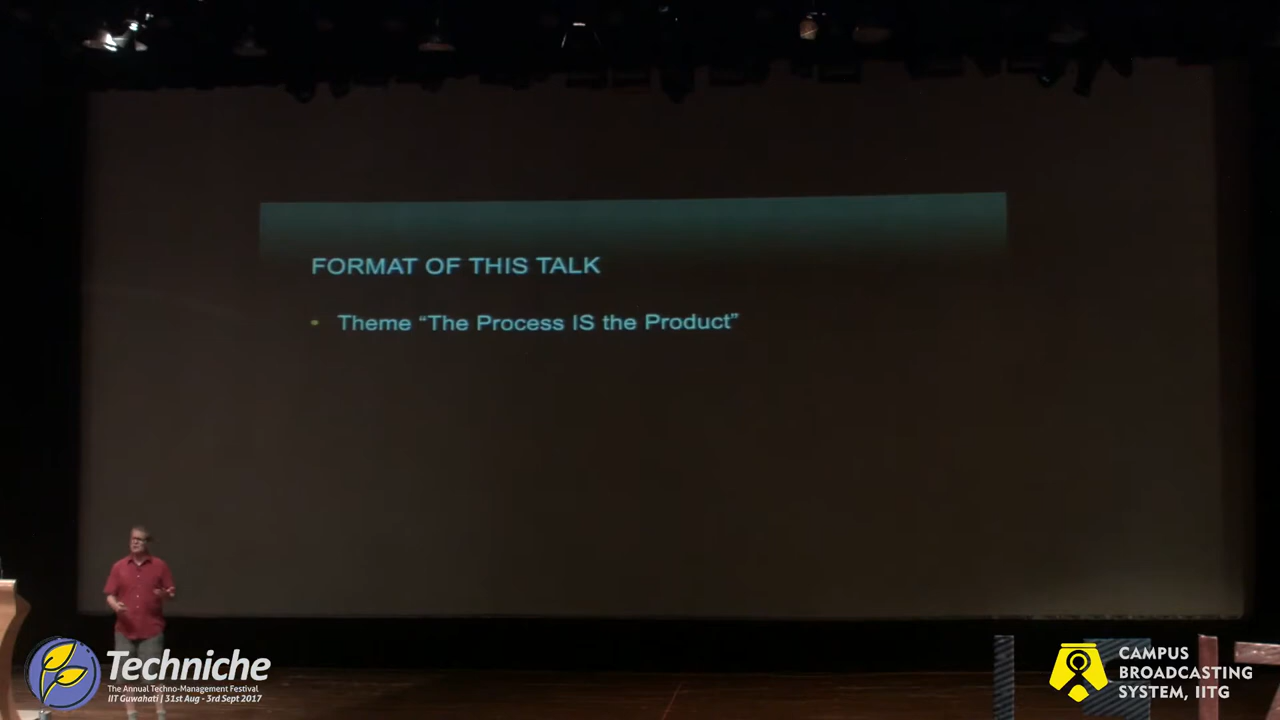 FORMAT OF THIS TALK
• Theme “The Process IS the Product”
Techniche
The Annual Techno-Management Festival
IIT Guwahati | 31st Aug - 3rd Sept 2017
CAMPUS
BROADCASTING
SYSTEM, IITG